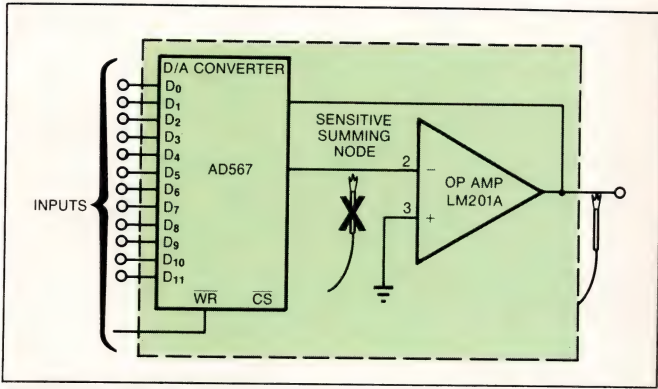 D/A CONVERTER
D0
D1
D2
D3
D4
D5
D6
D7
D8
D9
D10
D11
INPUTS
AD567
WR
CS
SENSITIVE
SUMMING
NODE
2
3
−
+
OP AMP
LM201A